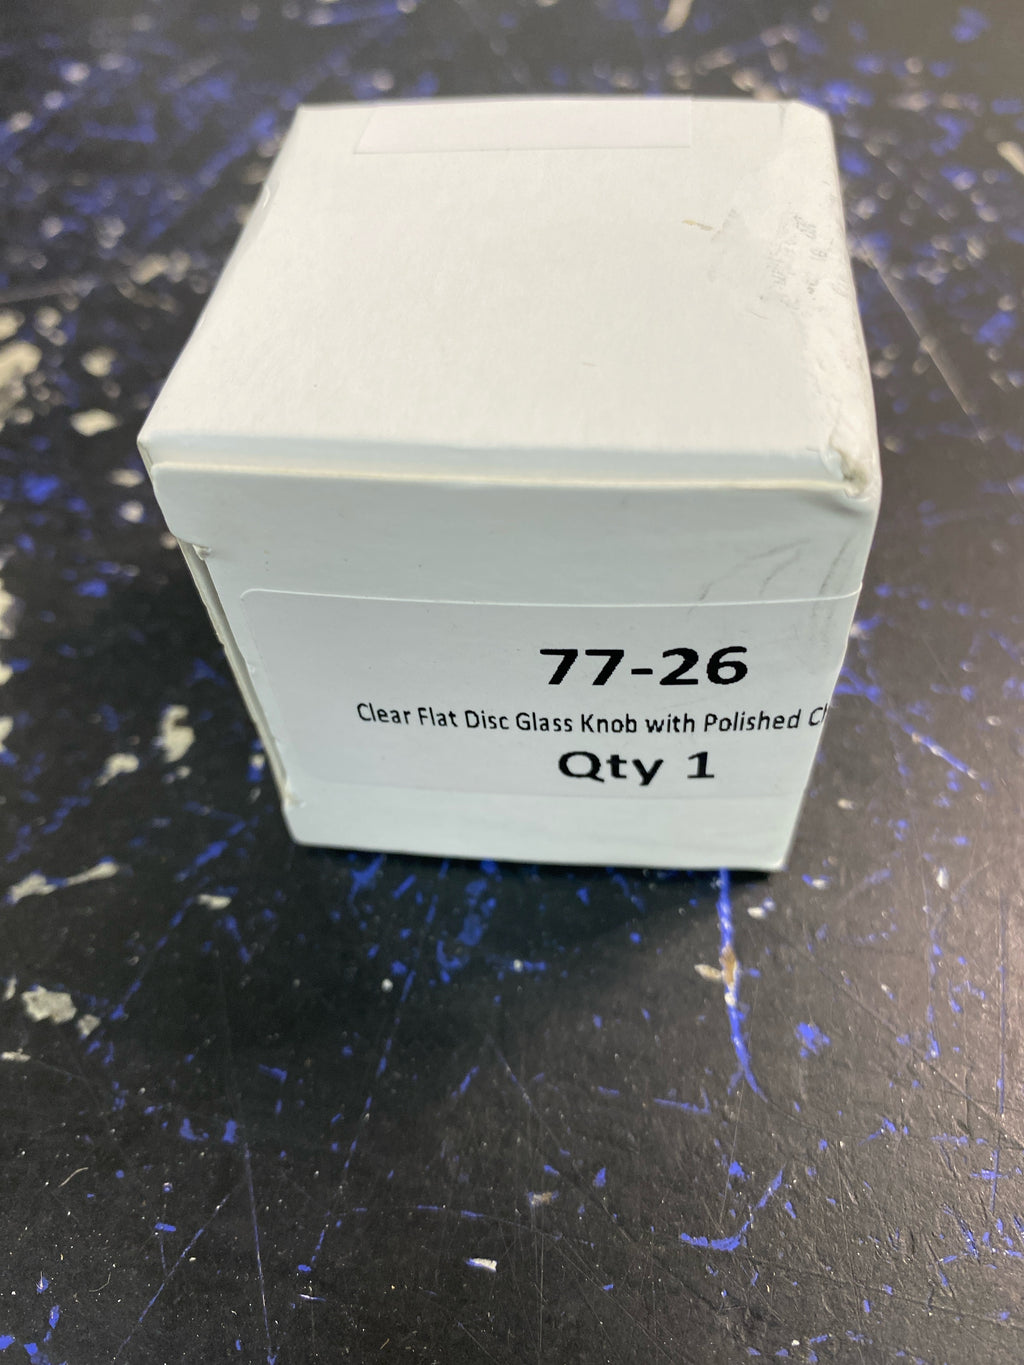 77-26
Clear Flat Disc Glass Knob with Polished
Qty 1